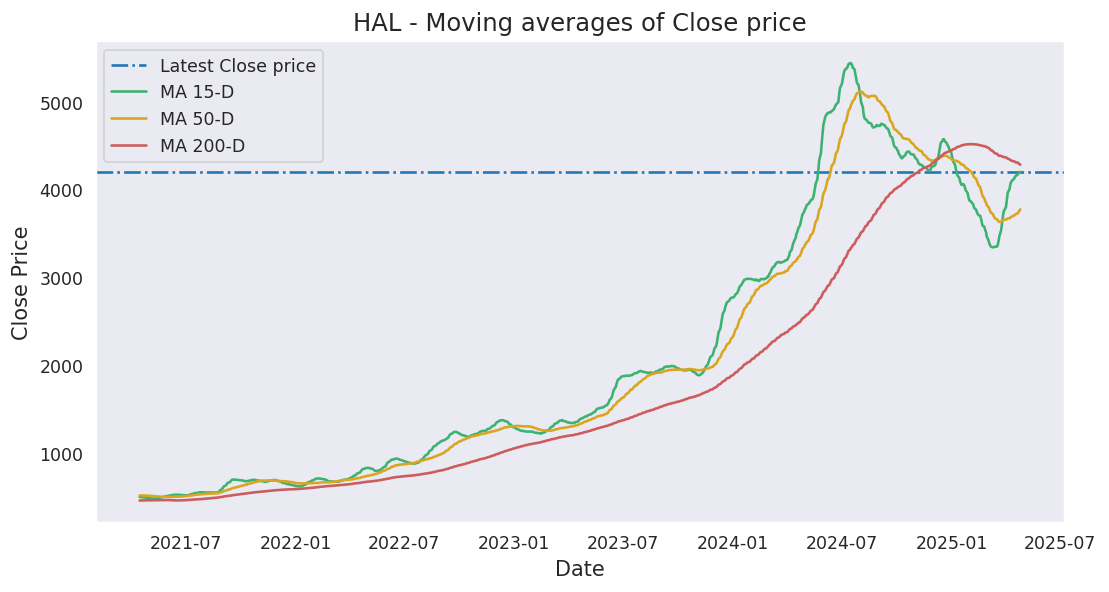 HAL - Moving averages of Close price
Latest Close price
MA 15-D
MA 50-D
MA 200-D
Close Price
5000
4000
3000
2000
1000
2021-07 2022-01 2022-07 2023-01 2023-07 2024-01 2024-07 2025-01 2025-07
Date